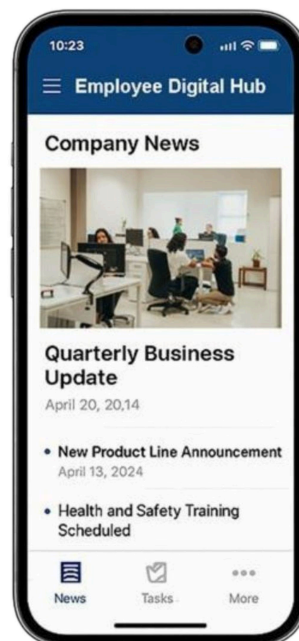 10:23
Employee Digital Hub
Company News
Quarterly Business
Update
April 20, 20,14
New Product Line Announcement
April 13, 2024
Health and Safety Training
Scheduled
News
Tasks
More